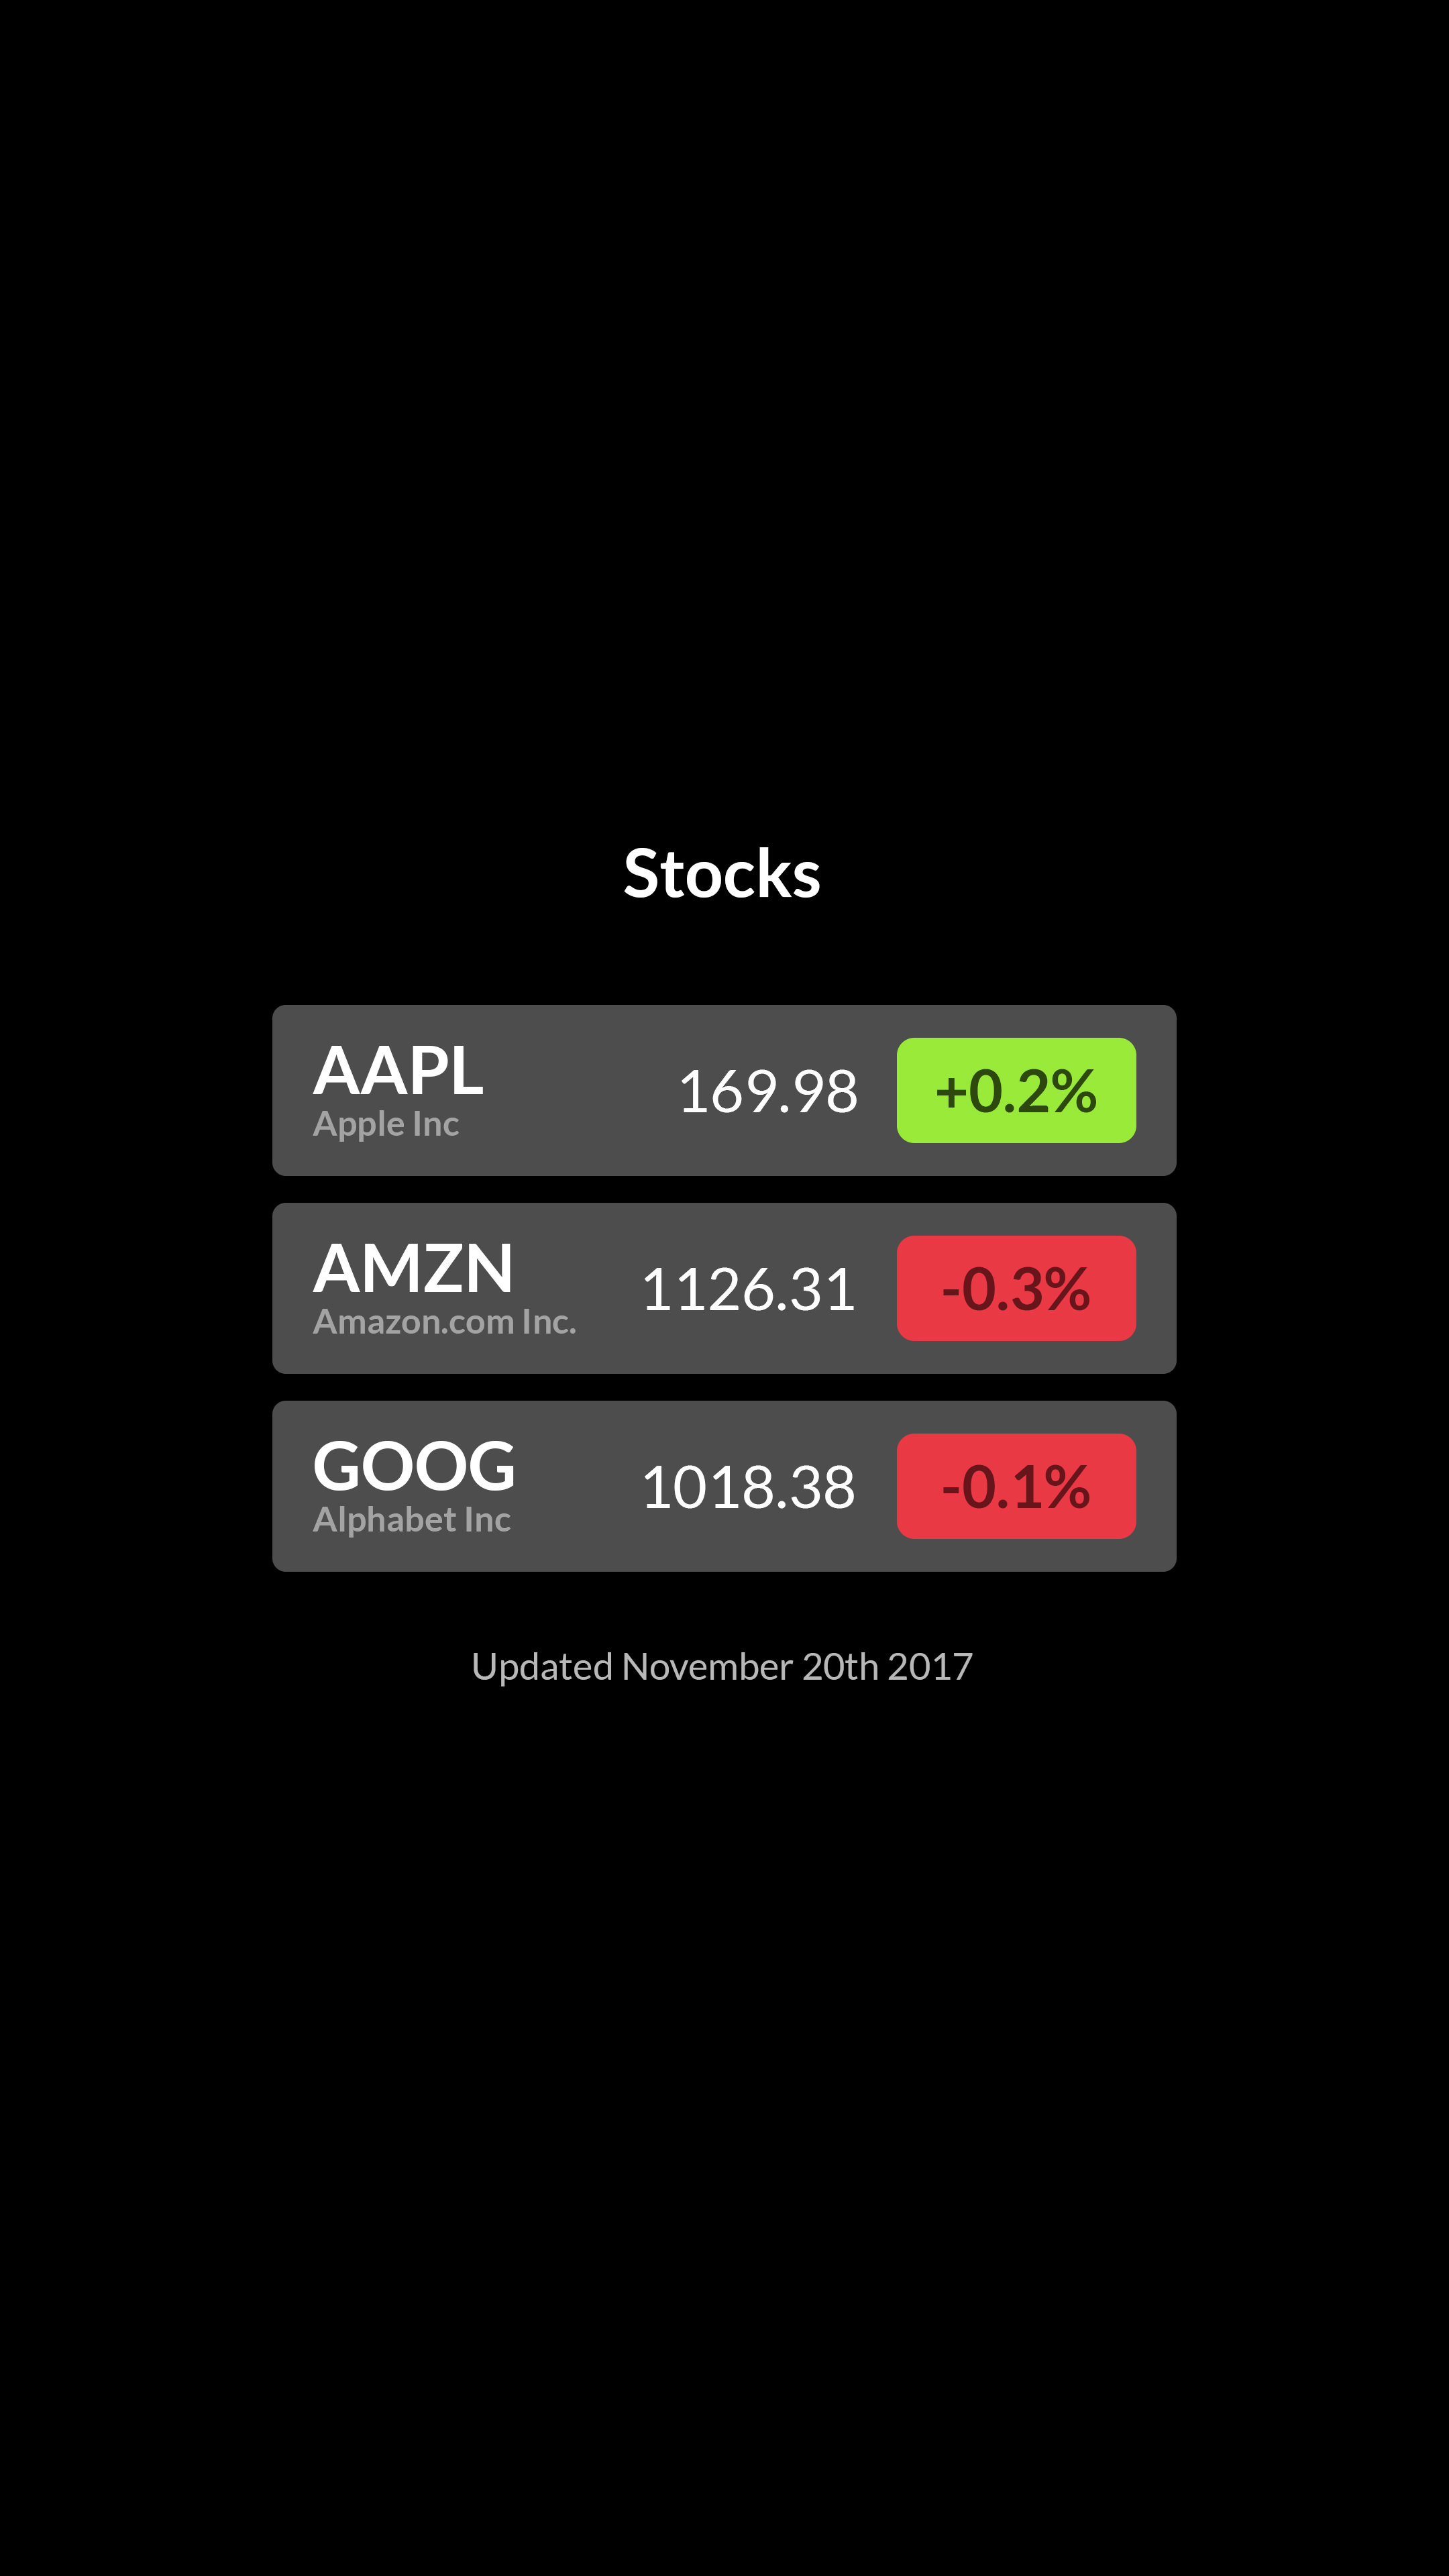 Stocks
AAPL
Apple Inc
169.98
+0.2%
AMZN
Amazon.com Inc.
1126.31
-0.3%
GOOG
Alphabet Inc
1018.38
-0.1%
Updated November 20th 2017